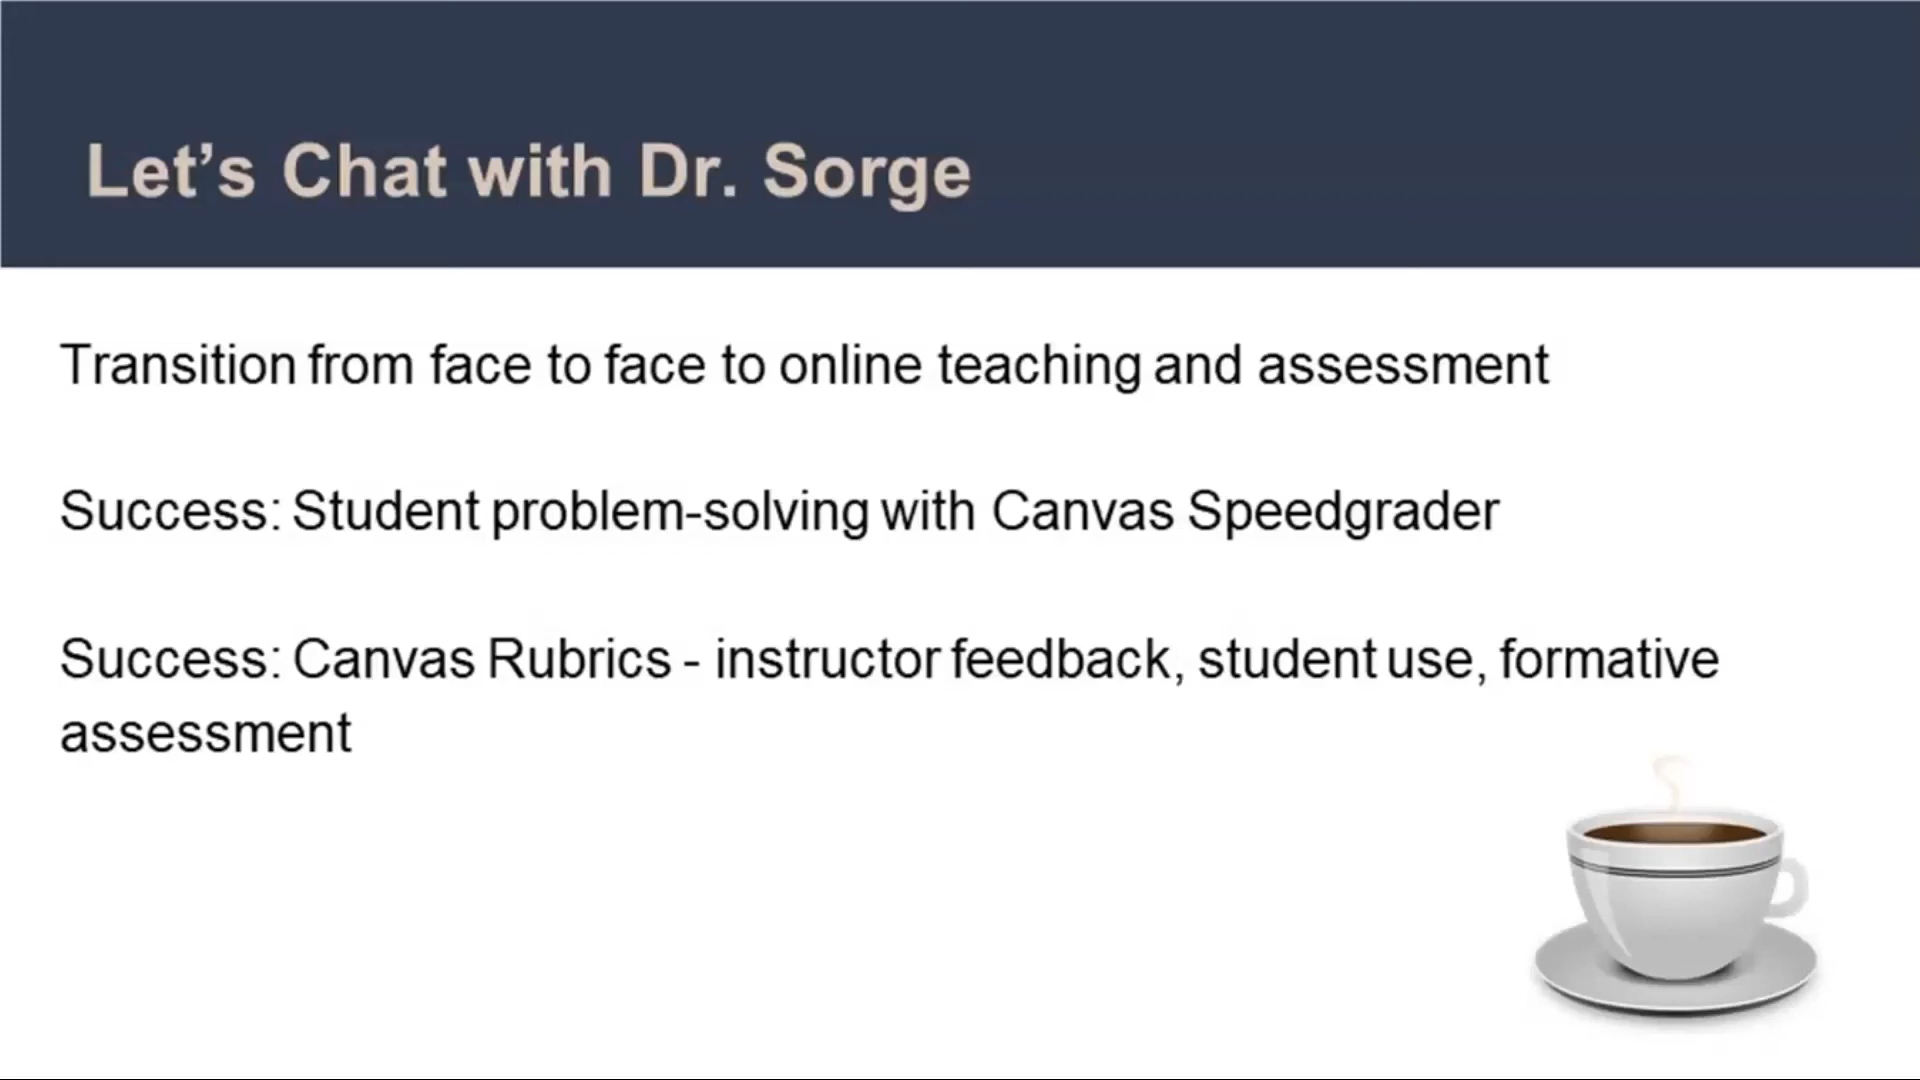 Let’s Chat with Dr. Sorge
Transition from face to face to online teaching and assessment
Success: Student problem-solving with Canvas Speedgrader
Success: Canvas Rubrics - instructor feedback, student use, formative
assessment